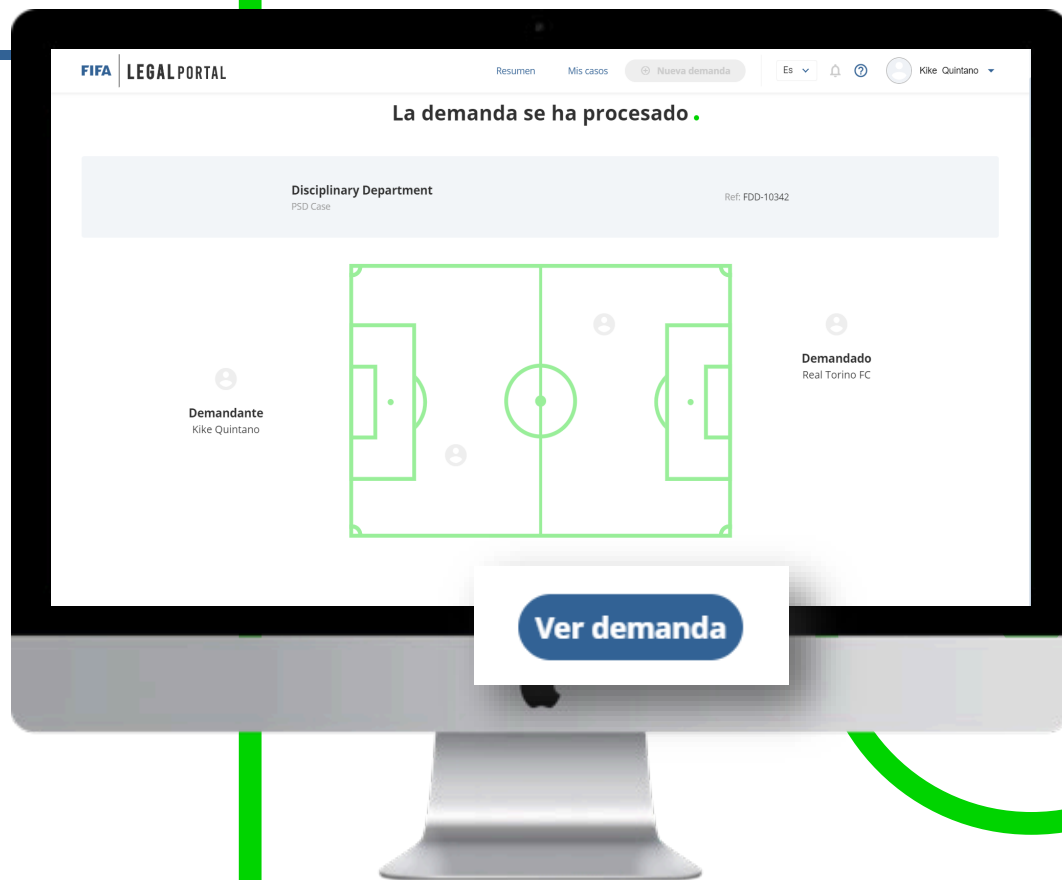 FIFA LEGAL PORTAL Resumen Mis casos Nueva demanda Es Kike Quintano
La demanda se ha procesado.
Disciplinary Department
PSD Case
Ref: FDD-10342
Demandante
Kike Quintano
Demandado
Real Torino FC
Ver demanda